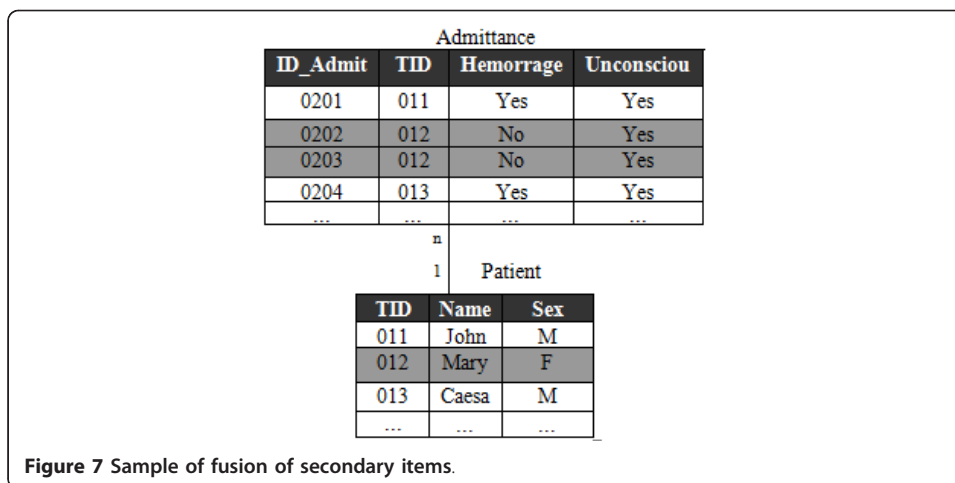 Admittance
ID_Admit TID Hemorrage Unconsciou
0201 011 Yes Yes
0202 012 No Yes
0203 012 No Yes
0204 013 Yes Yes
... ... ... ...
n
1 Patient
TID Name Sex
011 John M
012 Mary F
013 Caesa M
... ... ...
Figure 7 Sample of fusion of secondary items.